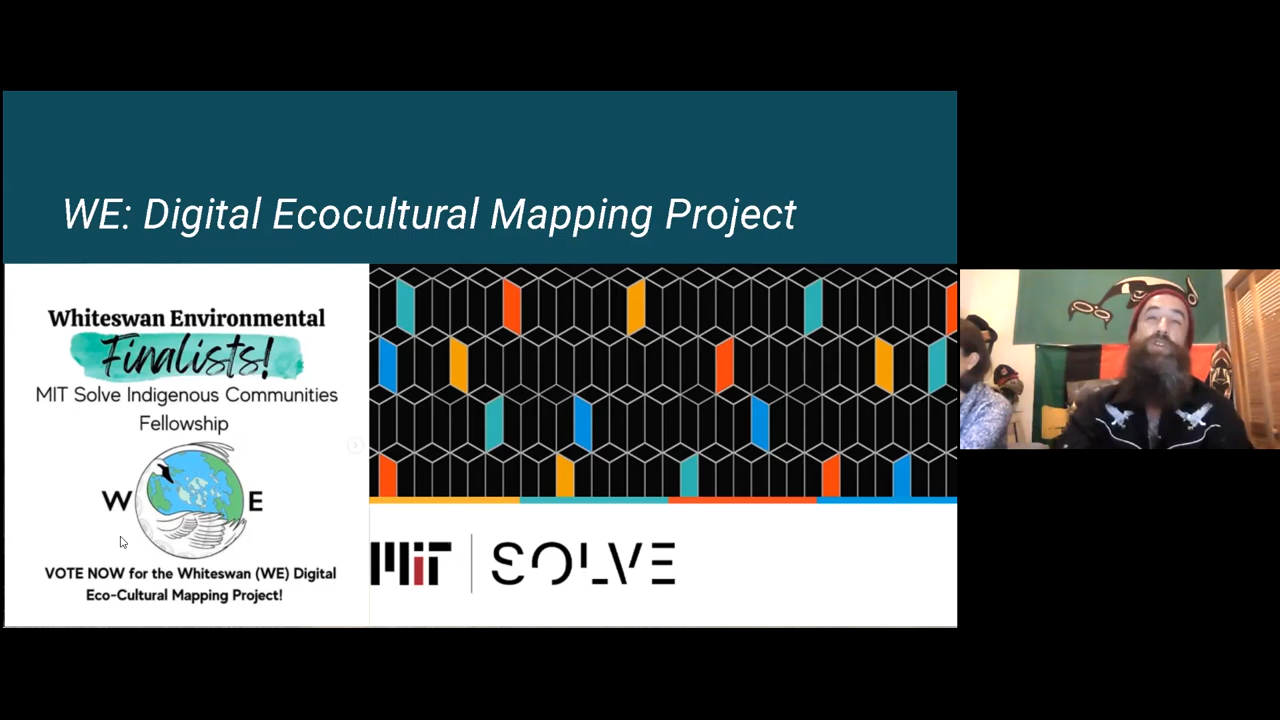 WE: Digital Ecocultural Mapping Project
Whiteswan Environmental
Finalists!
MIT Solve Indigenous Communities
Fellowship
W E
VOTE NOW for the Whiteswan (WE) Digital
Eco-Cultural Mapping Project!
MIT SOLVE